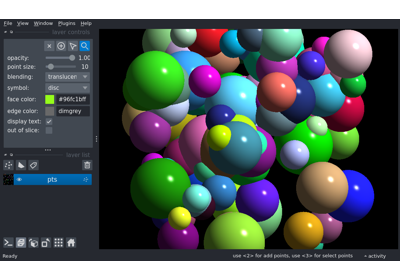 File View Window Plugins Help
layer controls
opacity: 1.00
point size: 10
blending: translucen
symbol: disc
face color: #96fc1bff
edge color: dimgrey
display text:
out of slice:
layer list
pts
Ready
use <2> for add points, use <3> for select points
activity